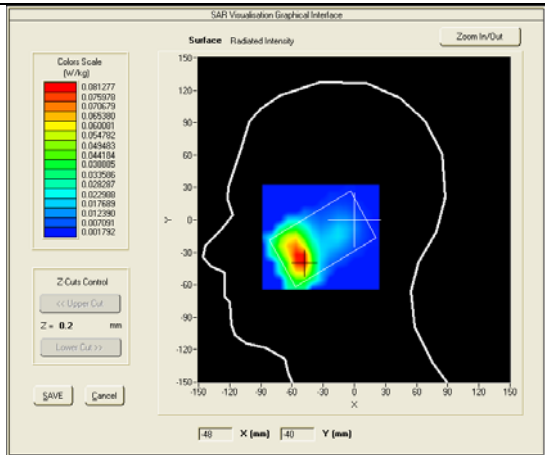 SAR Visualisation Graphical Interface
Surface Radiated Intensity
Zoom In/Out
Colors Scale
(W/kg)
0.081277
0.075978
0.070679
0.065380
0.060081
0.054782
0.049483
0.044184
0.038885
0.033586
0.028287
0.022988
0.017689
0.012390
0.007091
0.001792
Z Cuts Control
<< Upper Cut
Z = 0.2 mm
Lower Cut >>
SAVE Cancel
150
120
90
60
30
0
-30
-60
-90
-120
-150
Y
-150 -120 -90 -60 -30 0 30 60 90 120 150
X
-48 X (mm) -40 Y (mm)